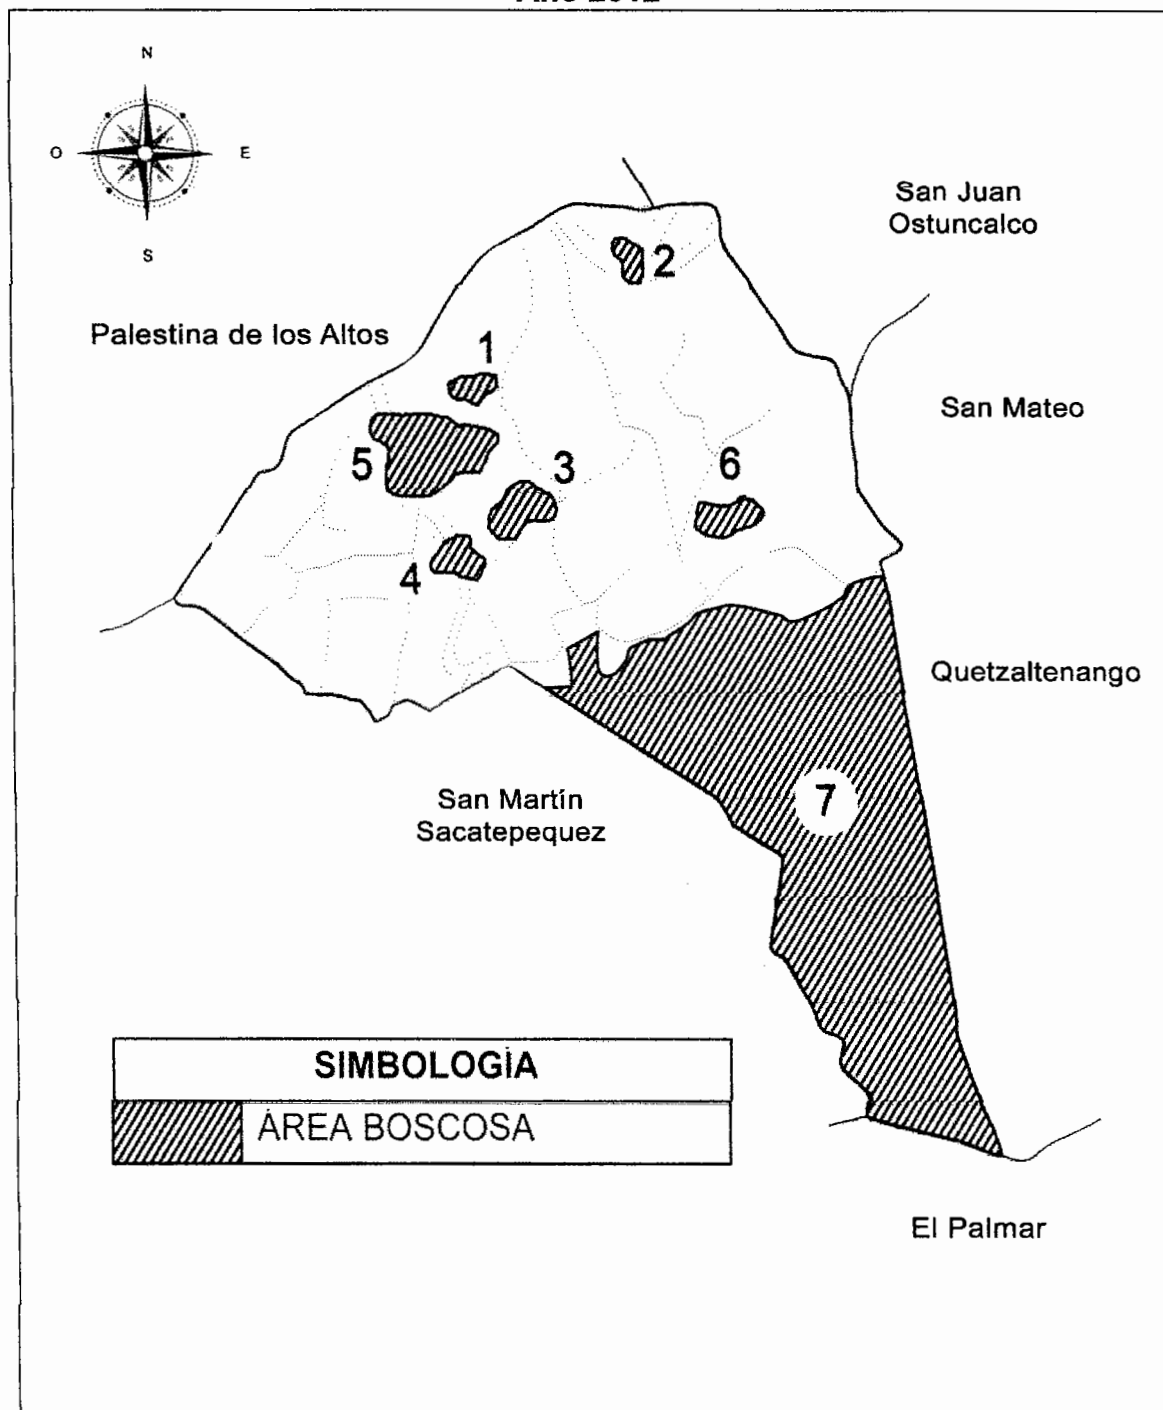 N
O
E
S
San Juan
Ostuncalco
2
Palestina de los Altos
1
San Mateo
5
3
6
4
Quetzaltenango
7
San Martín
Sacatepequez
SIMBOLOGÍA
ÁREA BOSCOSA
El Palmar